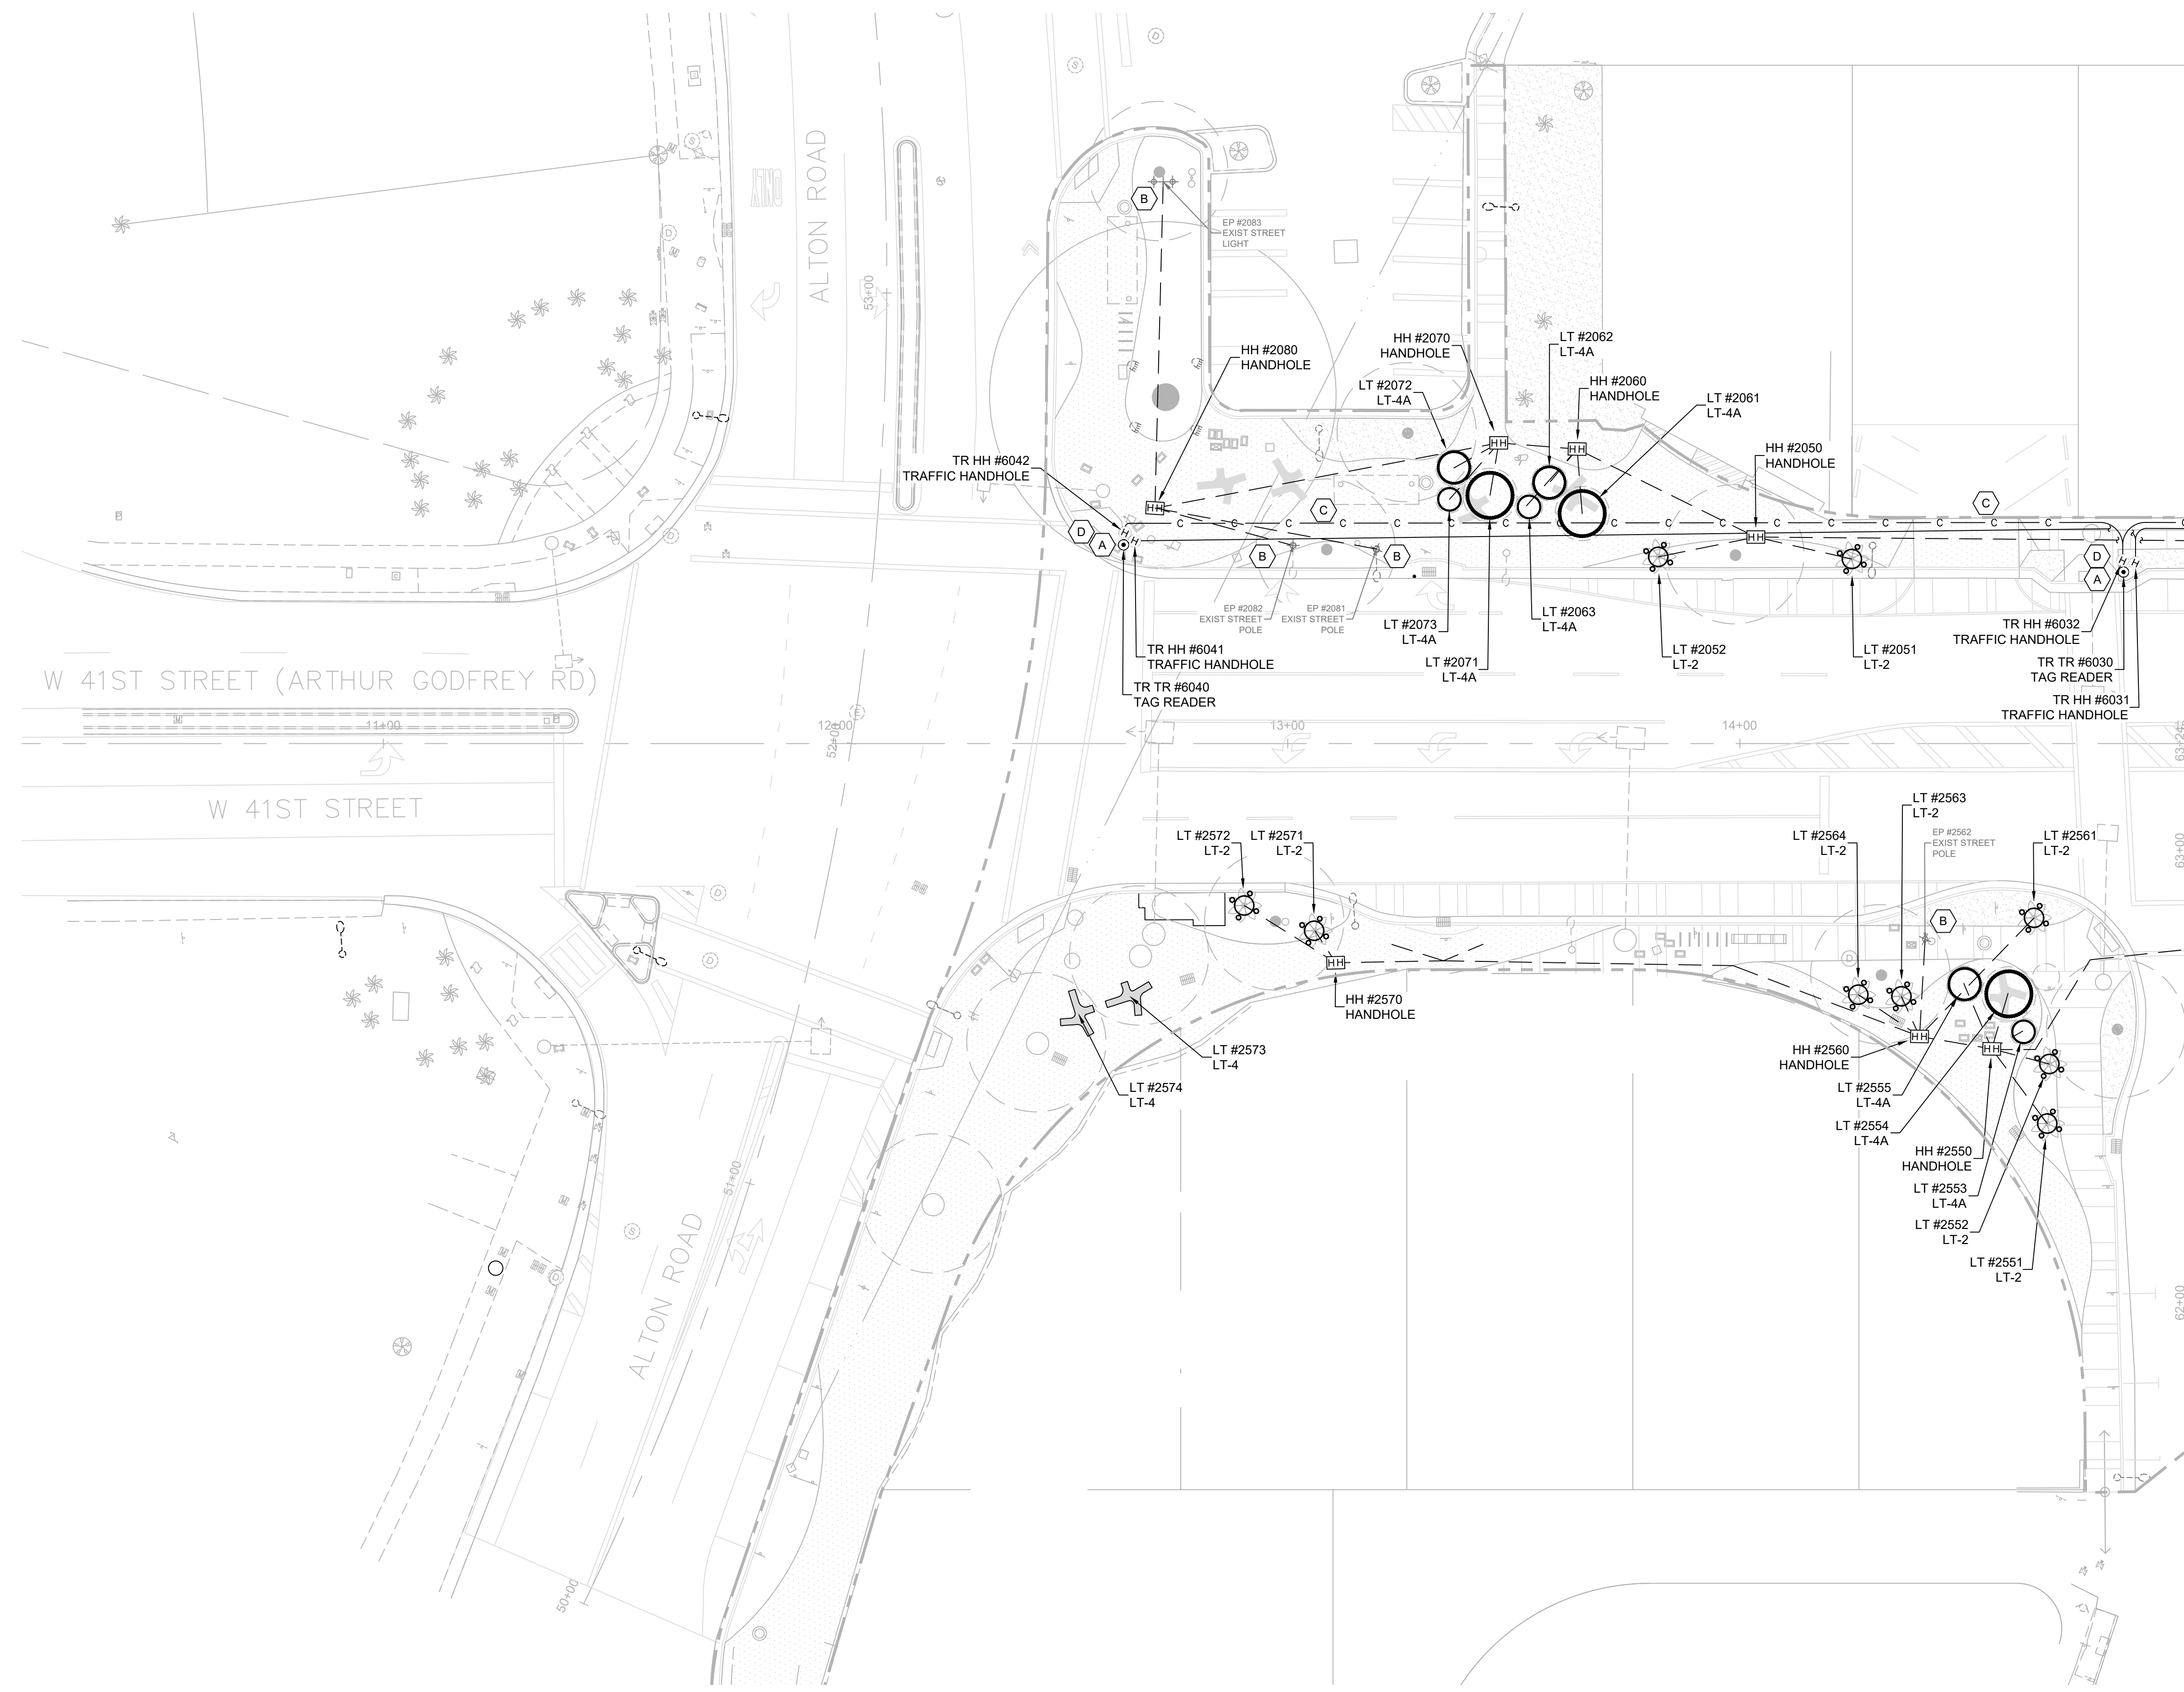 ALTON ROAD
ONLY
53+00
B
EP #2083
EXIST STREET
LIGHT
HH #2080
HANDHOLE
HH #2070
HANDHOLE
LT #2062
LT-4A
LT #2072
LT-4A
HH #2060
HANDHOLE
LT #2061
LT-4A
HH #2050
HANDHOLE
TR HH #6042
TRAFFIC HANDHOLE
C
C
D
A
B
B
D
A
HH
HH
HH
HH
EP #2082
EXIST STREET
POLE
EP #2081
EXIST STREET
POLE
LT #2073
LT-4A
LT #2063
LT-4A
LT #2071
LT-4A
LT #2052
LT-2
LT #2051
LT-2
TR HH #6032
TRAFFIC HANDHOLE
TR TR #6030
TAG READER
TR HH #6031
TRAFFIC HANDHOLE
TR HH #6041
TRAFFIC HANDHOLE
TR TR #6040
TAG READER
W 41ST STREET (ARTHUR GODFREY RD)
11+00
12+00
52+00
13+00
14+00
W 41ST STREET
LT #2572
LT-2
LT #2571
LT-2
LT #2564
LT-2
LT #2563
LT-2
EP #2562
EXIST STREET
POLE
LT #2561
LT-2
63+00
B
HH
HH
HH
HH #2570
HANDHOLE
LT #2573
LT-4
LT #2574
LT-4
HH #2560
HANDHOLE
LT #2555
LT-4A
LT #2554
LT-4A
HH #2550
HANDHOLE
LT #2553
LT-4A
LT #2552
LT-2
LT #2551
LT-2
51+00
ALTON ROAD
62+00
50+00